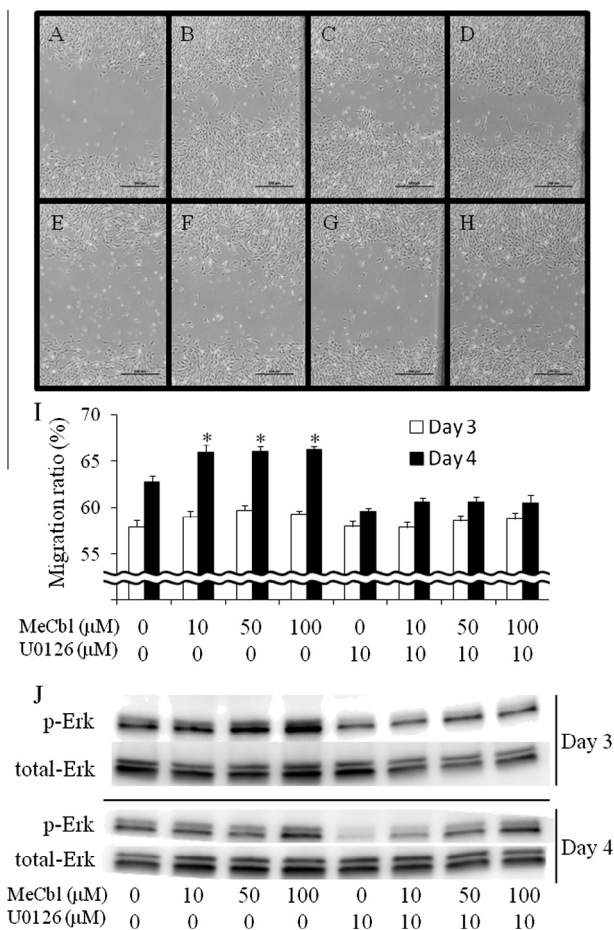 A B C D
E F G H
I
70
65
60
55
Migration ratio (%)
Day 3
Day 4
* * *
MeCbl (μM) 0 10 50 100 0 10 50 100
U0126 (μM) 0 0 0 0 10 10 10 10
J
p-Erk
total-Erk
Day 3
p-Erk
total-Erk
Day 4
MeCbl (μM) 0 10 50 100 0 10 50 100
U0126 (μM) 0 0 0 0 10 10 10 10